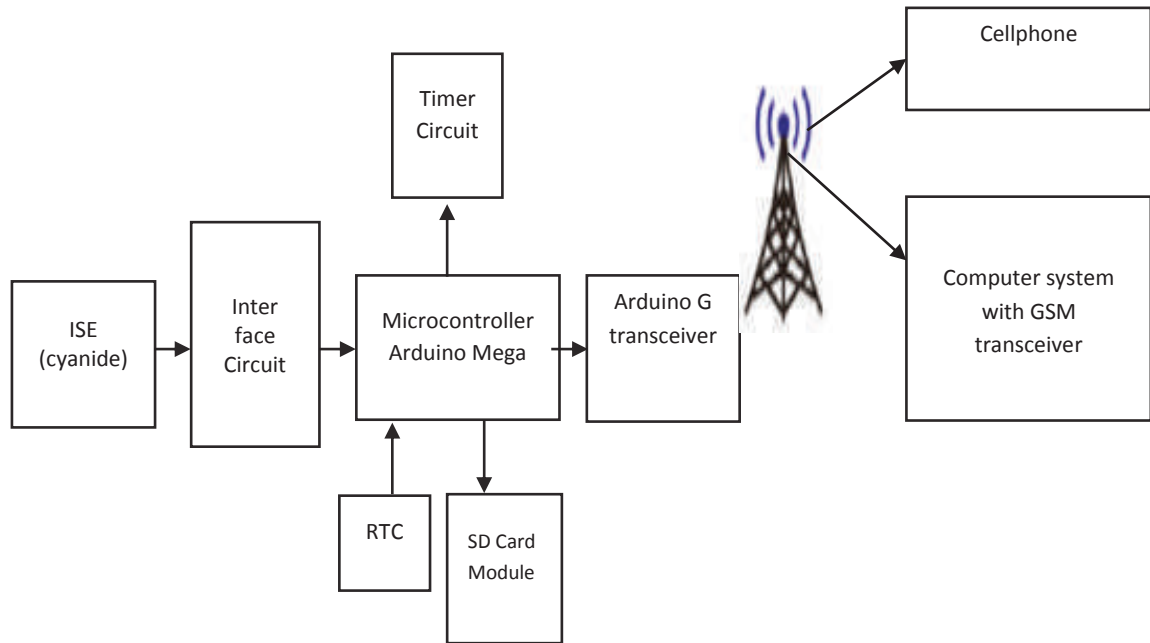 Cellphone
Timer
Circuit
ISE
(cyanide)
Inter
face
Circuit
Microcontroller
Arduino Mega
Arduino G
transceiver
Computer system
with GSM
transceiver
RTC
SD Card
Module